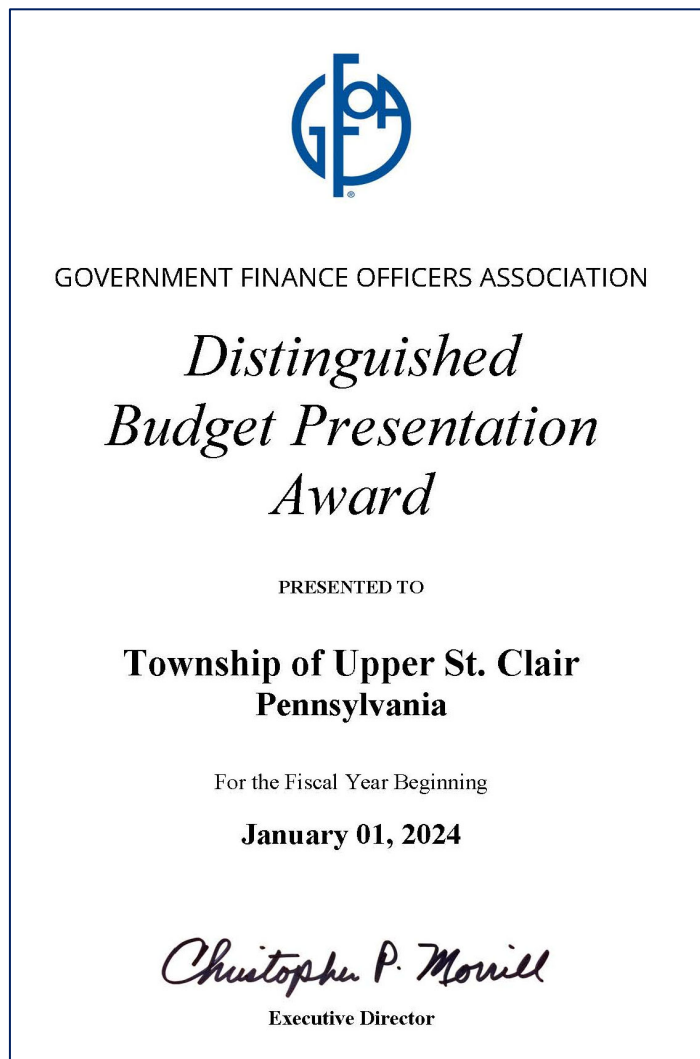 GFOA
®
GOVERNMENT FINANCE OFFICERS ASSOCIATION
Distinguished
Budget Presentation
Award
PRESENTED TO
Township of Upper St. Clair
Pennsylvania
For the Fiscal Year Beginning
January 01, 2024
Christopher P. Morrill
Executive Director